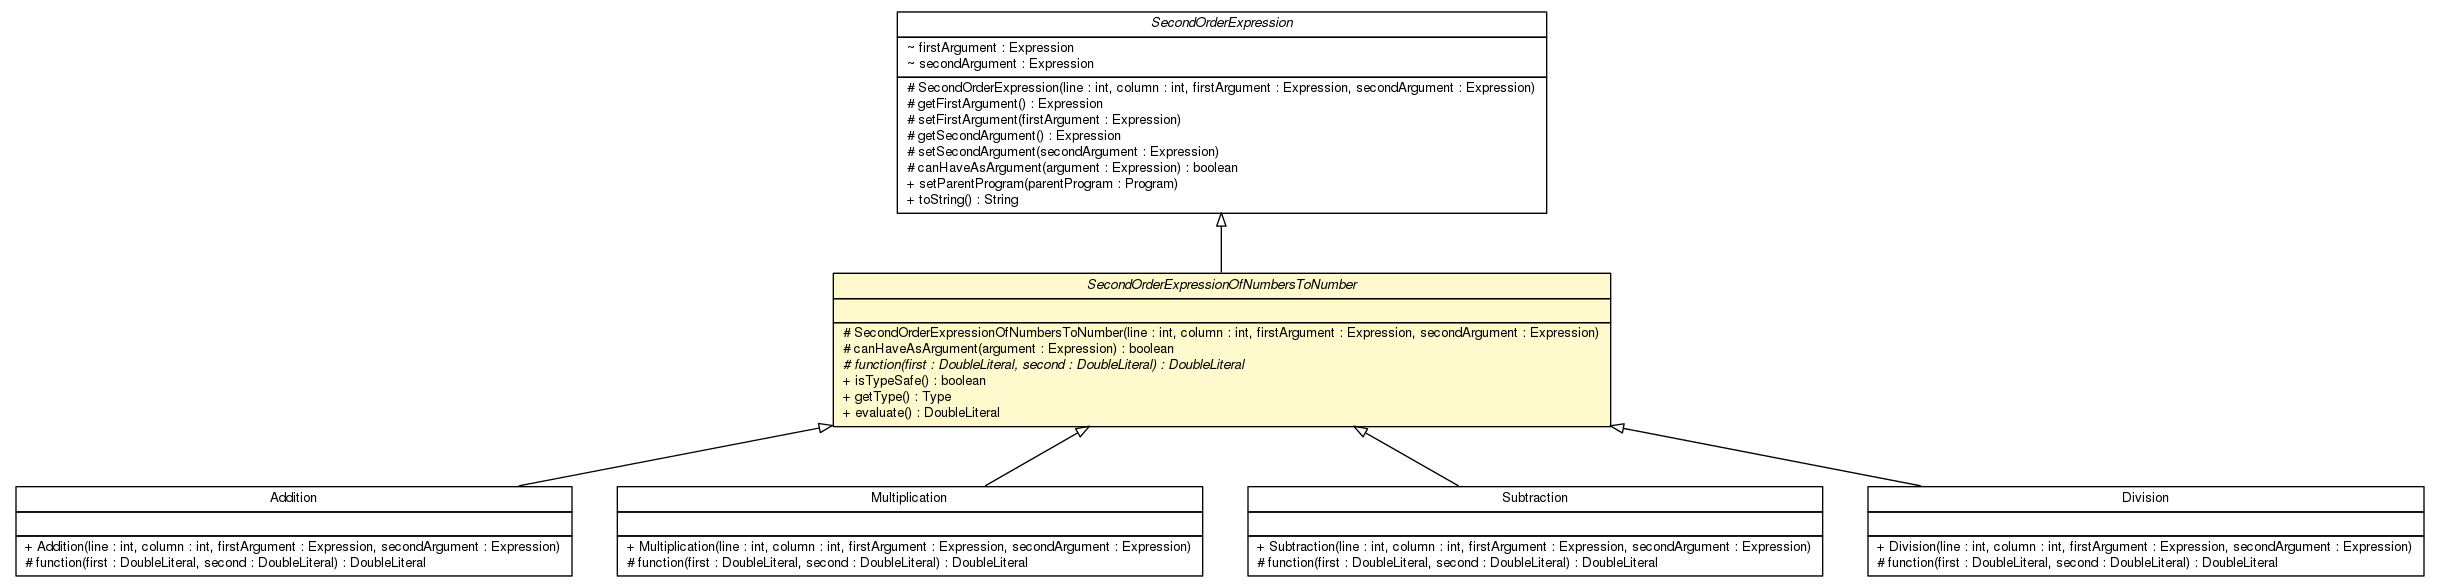 SecondOrderExpression
~ firstArgument : Expression
~ secondArgument : Expression
# SecondOrderExpression(line : int, column : int, firstArgument : Expression, secondArgument : Expression)
# getFirstArgument() : Expression
# setFirstArgument(firstArgument : Expression)
# getSecondArgument() : Expression
# setSecondArgument(secondArgument : Expression)
# canHaveAsArgument(argument : Expression) : boolean
+ setParentProgram(parentProgram : Program)
+ toString() : String
SecondOrderExpressionOfNumbersToNumber
# SecondOrderExpressionOfNumbersToNumber(line : int, column : int, firstArgument : Expression, secondArgument : Expression)
# canHaveAsArgument(argument : Expression) : boolean
# function(first : DoubleLiteral, second : DoubleLiteral) : DoubleLiteral
+ isTypeSafe() : boolean
+ getType() : Type
+ evaluate() : DoubleLiteral
Addition
+ Addition(line : int, column : int, firstArgument : Expression, secondArgument : Expression)
# function(first : DoubleLiteral, second : DoubleLiteral) : DoubleLiteral
Multiplication
+ Multiplication(line : int, column : int, firstArgument : Expression, secondArgument : Expression)
# function(first : DoubleLiteral, second : DoubleLiteral) : DoubleLiteral
Subtraction
+ Subtraction(line : int, column : int, firstArgument : Expression, secondArgument : Expression)
# function(first : DoubleLiteral, second : DoubleLiteral) : DoubleLiteral
Division
+ Division(line : int, column : int, firstArgument : Expression, secondArgument : Expression)
# function(first : DoubleLiteral, second : DoubleLiteral) : DoubleLiteral